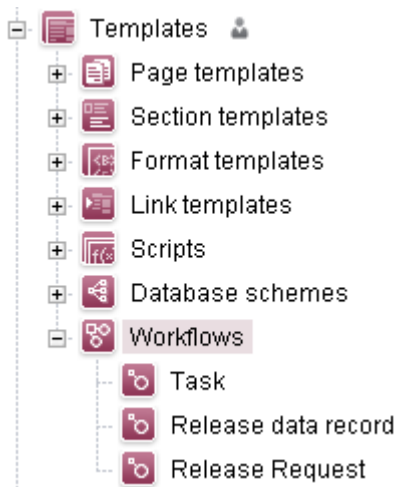 Templates
Page templates
Section templates
Format templates
Link templates
Scripts
Database schemes
Workflows
Task
Release data record
Release Request